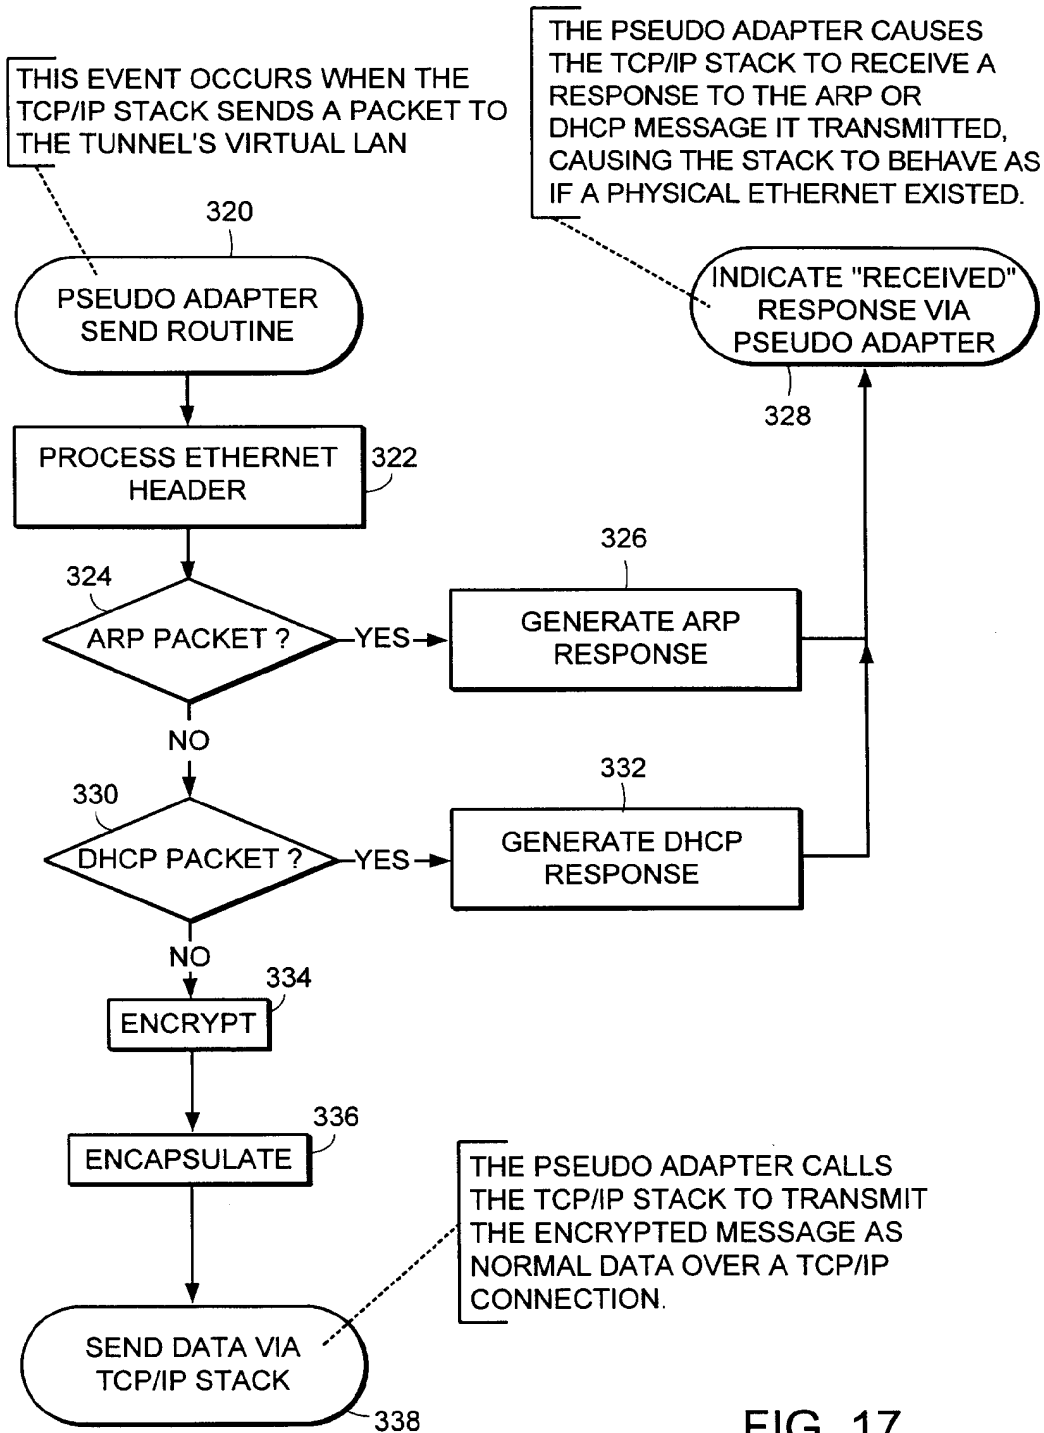 THIS EVENT OCCURS WHEN THE
TCP/IP STACK SENDS A PACKET TO
THE TUNNEL'S VIRTUAL LAN
THE PSEUDO ADAPTER CAUSES
THE TCP/IP STACK TO RECEIVE A
RESPONSE TO THE ARP OR
DHCP MESSAGE IT TRANSMITTED,
CAUSING THE STACK TO BEHAVE AS
IF A PHYSICAL ETHERNET EXISTED.
320
PSEUDO ADAPTER
SEND ROUTINE
INDICATE "RECEIVED"
RESPONSE VIA
PSEUDO ADAPTER
328
PROCESS ETHERNET
HEADER
322
324
ARP PACKET ?
YES
326
GENERATE ARP
RESPONSE
NO
330
DHCP PACKET ?
YES
332
GENERATE DHCP
RESPONSE
NO
334
ENCRYPT
336
ENCAPSULATE
THE PSEUDO ADAPTER CALLS
THE TCP/IP STACK TO TRANSMIT
THE ENCRYPTED MESSAGE AS
NORMAL DATA OVER A TCP/IP
CONNECTION.
SEND DATA VIA
TCP/IP STACK
338
FIG. 17